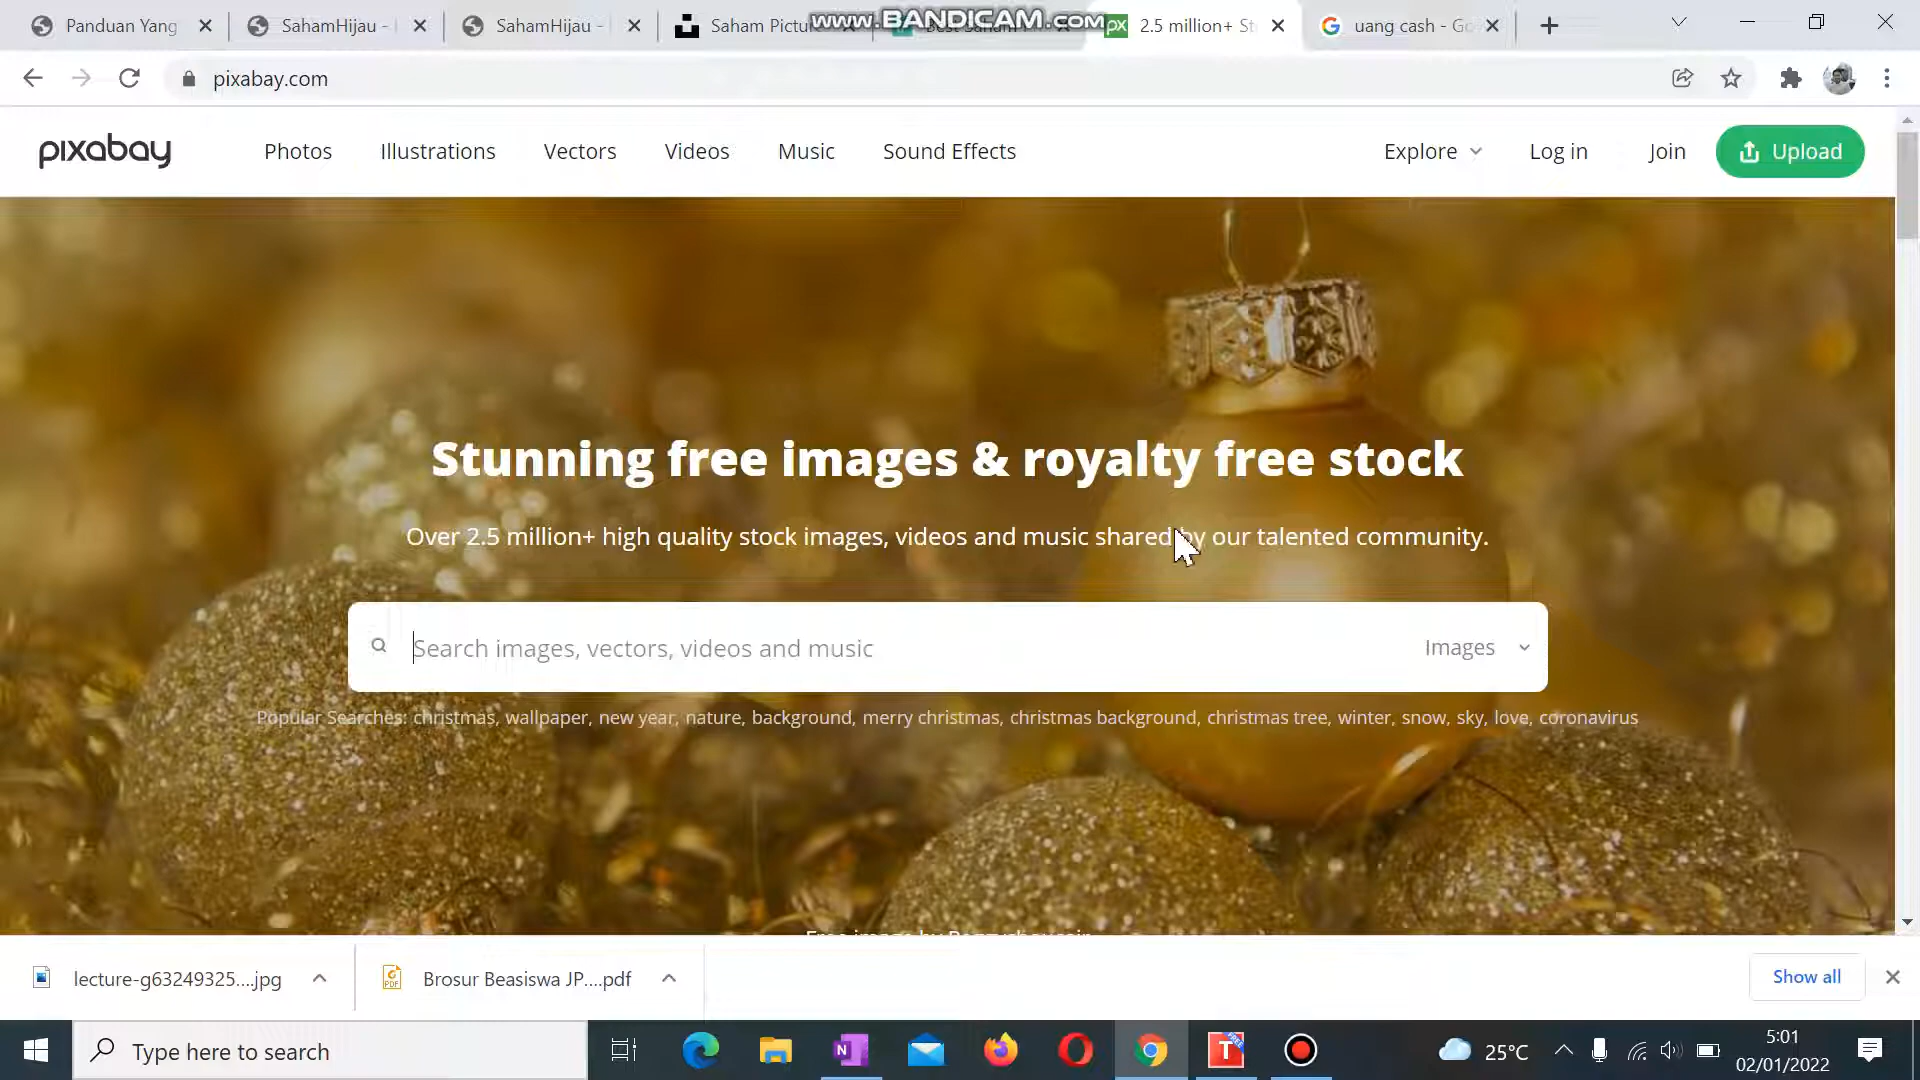 Panduan Yang
SahamHijau -
SahamHijau -
Saham Pictu
www.BANDICAM.com
2.5 million+ St
uang cash - Go
pixabay.com
pixabay
Photos
Illustrations
Vectors
Videos
Music
Sound Effects
Explore
Log in
Join
Upload
Stunning free images & royalty free stock
Over 2.5 million+ high quality stock images, videos and music shared by our talented community.
Search images, vectors, videos and music
Images
Popular Searches: christmas, wallpaper, new year, nature, background, merry christmas, christmas background, christmas tree, winter, snow, sky, love, coronavirus
lecture-g63249325....jpg
Brosur Beasiswa JP....pdf
Show all
Type here to search
25°C
5:01
02/01/2022